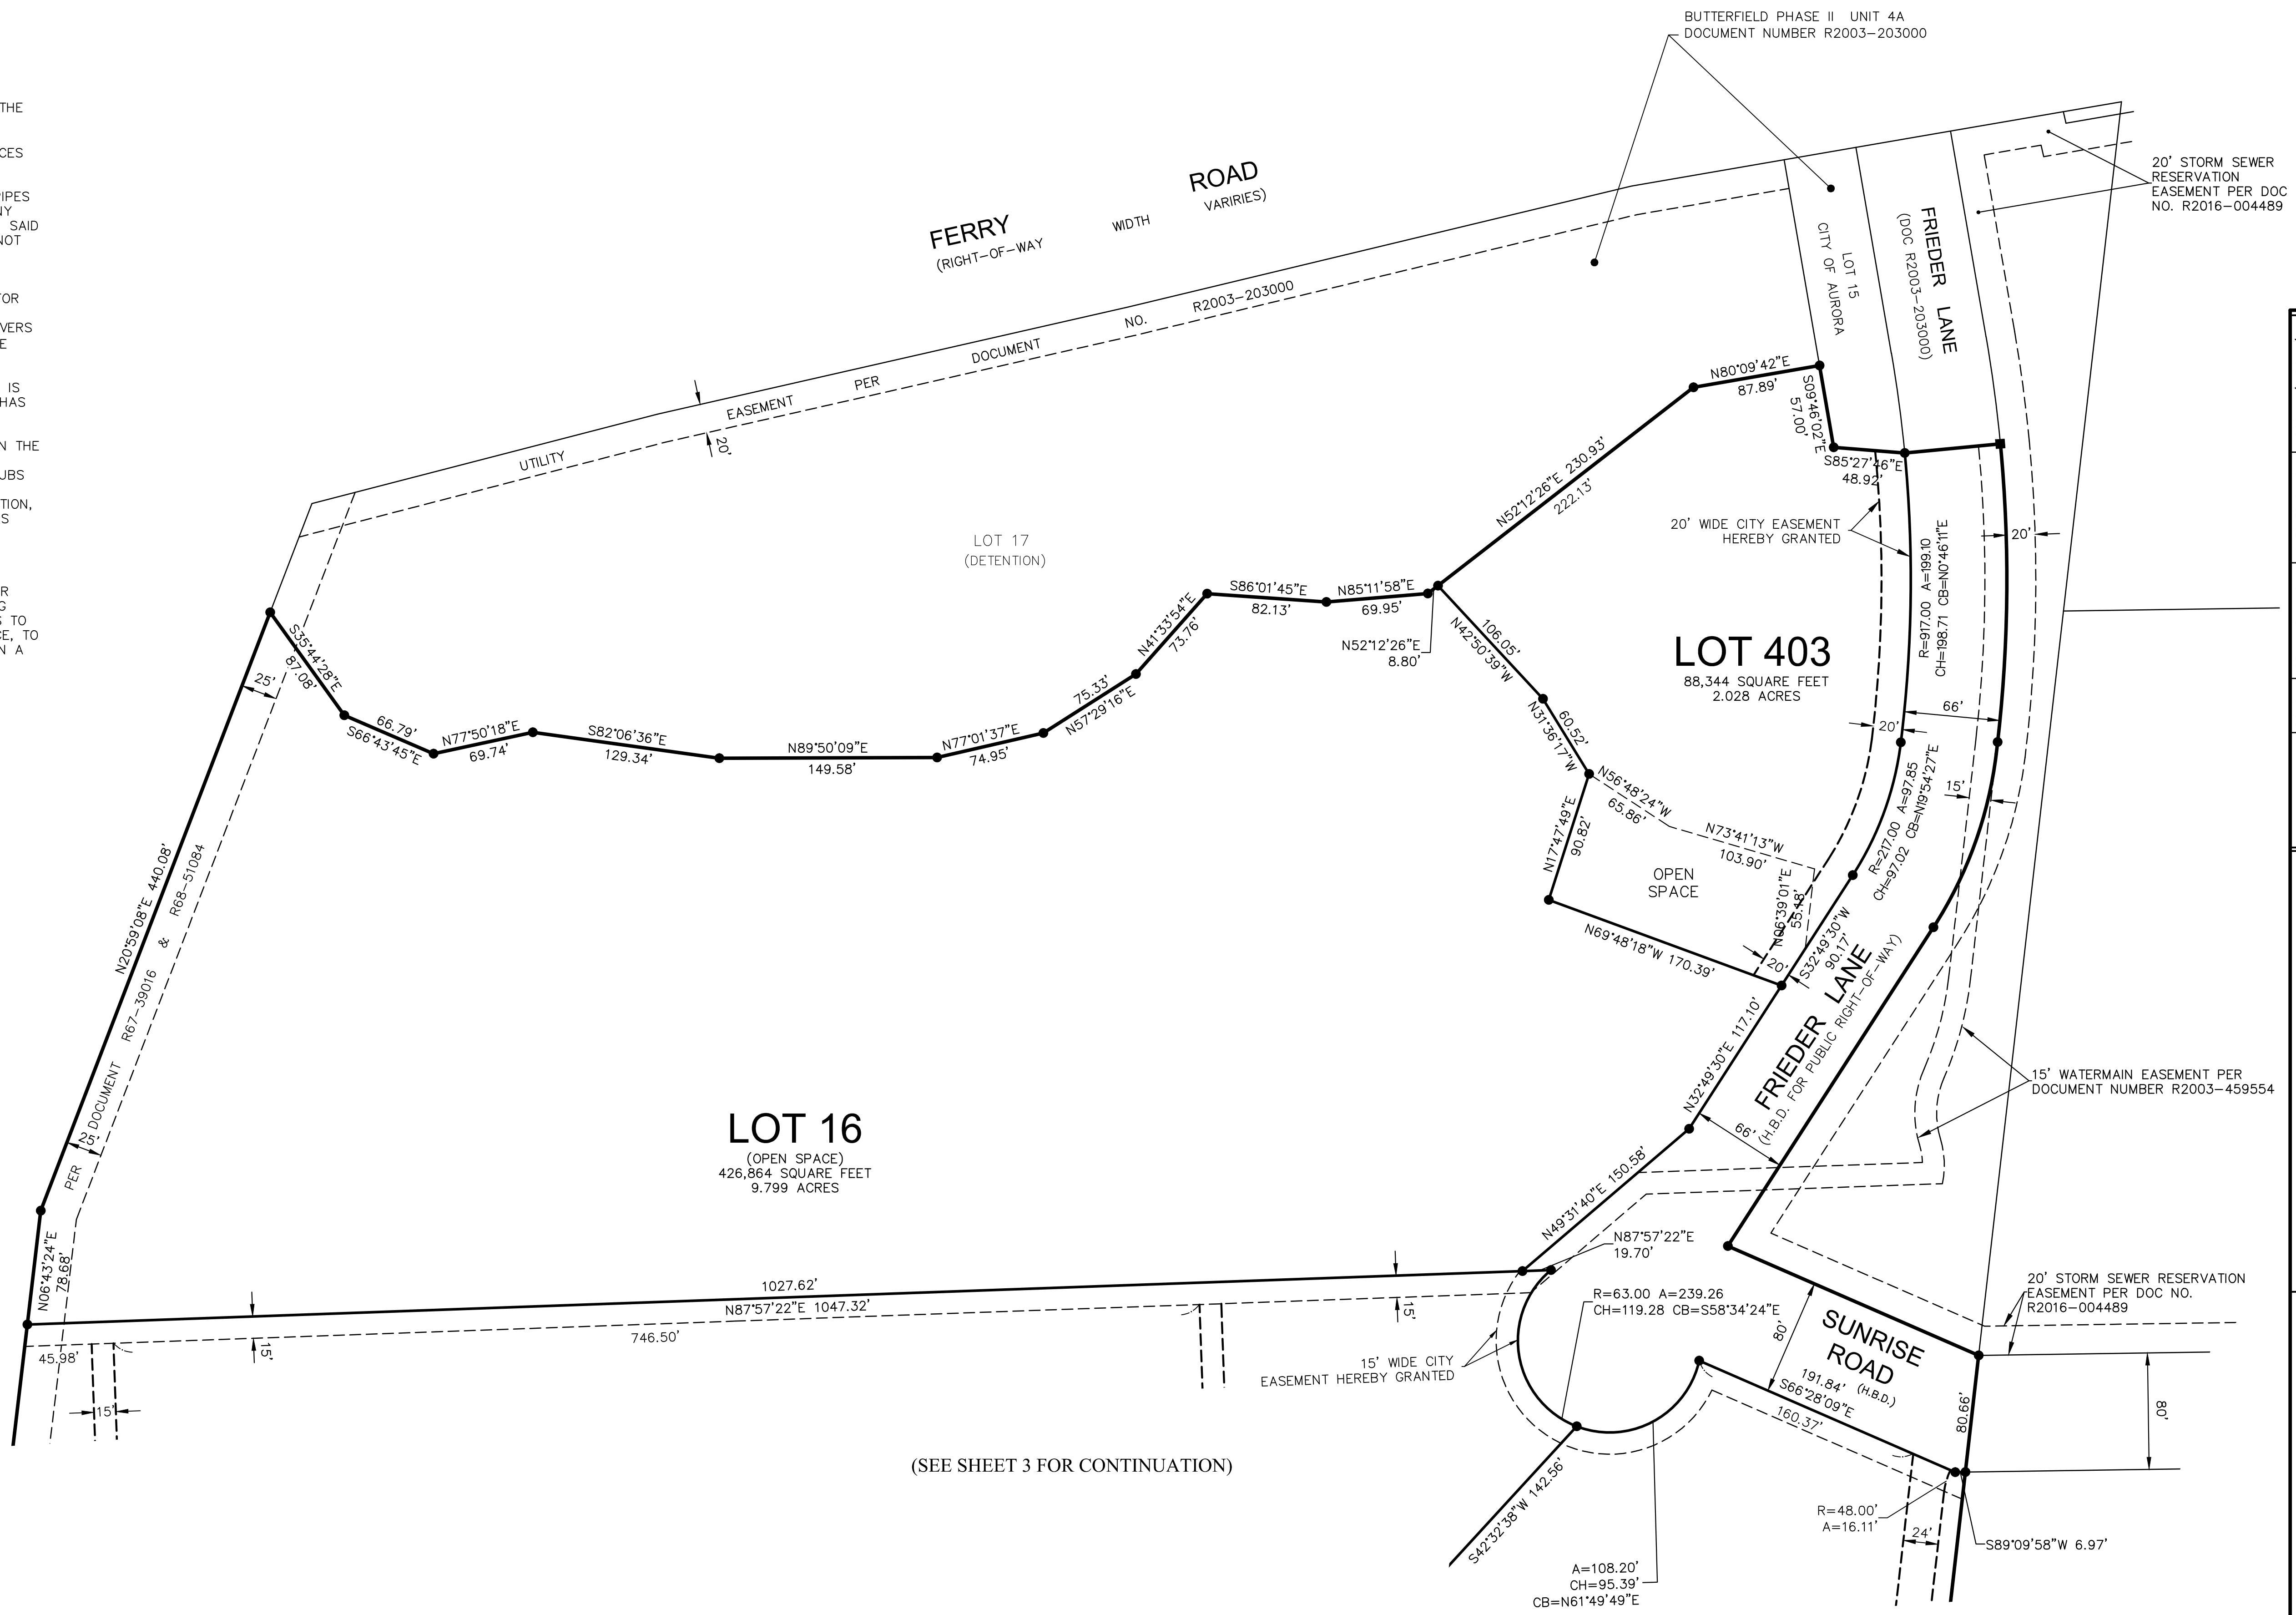 THE
CES
PIPES
NY
SAID
NOT
TOR
VERS
E
IS
HAS
N THE
UBS
TION,
S
R
G
S TO
CE, TO
N A
BUTTERFIELD PHASE II UNIT 4A
DOCUMENT NUMBER R2003-203000
FERRY ROAD
(RIGHT-OF-WAY WIDTH VARIRIES)
20' STORM SEWER
RESERVATION
EASEMENT PER DOC
NO. R2016-004489
UTILITY EASEMENT PER DOCUMENT NO. R2003-203000
20'
LOT 15
CITY OF AURORA
FRIEDER LANE
(DOC R2003-203000)
N80°09'42"E
87.89'
S09°46'02"E
57.00'
S85°27'46"E
48.92'
N52°12'26"E 230.93'
222.13'
20' WIDE CITY EASEMENT
HEREBY GRANTED
LOT 17
(DETENTION)
S35°44'28"E
87.08'
66.79'
S66°43'45"E
N77°50'18"E
69.74'
S82°06'36"E
129.34'
N89°50'09"E
149.58'
N77°01'37"E
74.95'
75.33'
N57°29'16"E
N41°33'54"E
73.76'
S86°01'45"E
82.13'
N85°11'58"E
69.95'
N52°12'26"E
8.80'
106.05'
N42°50'39"W
60.52'
N31°36'17"W
LOT 403
88,344 SQUARE FEET
2.028 ACRES
R=917.00 A=199.10
CH=198.71 CB=N0°46'11"E
20'
66'
20'
15'
R=217.00 A=97.85
CH=97.02 CB=N19°54'27"E
N56°48'24"W
65.86'
N73°41'13"W
103.90'
N06°39'01"E
55.18'
N17°47'49"E
90.82'
OPEN
SPACE
N69°48'18"W 170.39'
20'
S32°49'30"W
90.17'
FRIEDER LANE
(H.B.D. FOR PUBLIC RIGHT-OF-WAY)
66'
N32°49'30"E 117.10'
N49°31'40"E 150.58'
15' WATERMAIN EASEMENT PER
DOCUMENT NUMBER R2003-459554
25'
N20°59'08"E 440.08'
PER DOCUMENT R67-39016 & R68-51084
25'
N06°43'24"E
78.68'
LOT 16
(OPEN SPACE)
426,864 SQUARE FEET
9.799 ACRES
1027.62'
N87°57'22"E 1047.32'
746.50'
45.98'
15'
15'
15'
N87°57'22"E
19.70'
R=63.00 A=239.26
CH=119.28 CB=S58°34'24"E
15' WIDE CITY
EASEMENT HEREBY GRANTED
20' STORM SEWER RESERVATION
EASEMENT PER DOC NO.
R2016-004489
80'
SUNRISE
ROAD
191.84' (H.B.D.)
S66°28'09"E
160.37'
80.66'
80'
(SEE SHEET 3 FOR CONTINUATION)
S42°32'38"W 142.56'
R=48.00'
A=16.11'
24'
S89°09'58"W 6.97'
A=108.20'
CH=95.39'
CB=N61°49'49"E